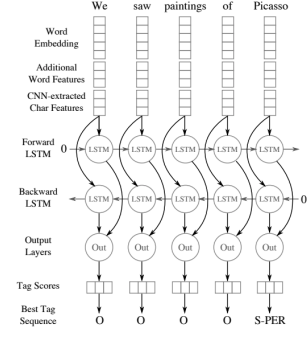 We saw paintings of Picasso
Word
Embedding
Additional
Word Features
CNN-extracted
Char Features
Forward
LSTM
0 LSTM LSTM LSTM LSTM LSTM
Backward
LSTM
LSTM LSTM LSTM LSTM LSTM 0
Output
Layers
Out Out Out Out Out
Tag Scores
Best Tag
Sequence
O O O O S-PER